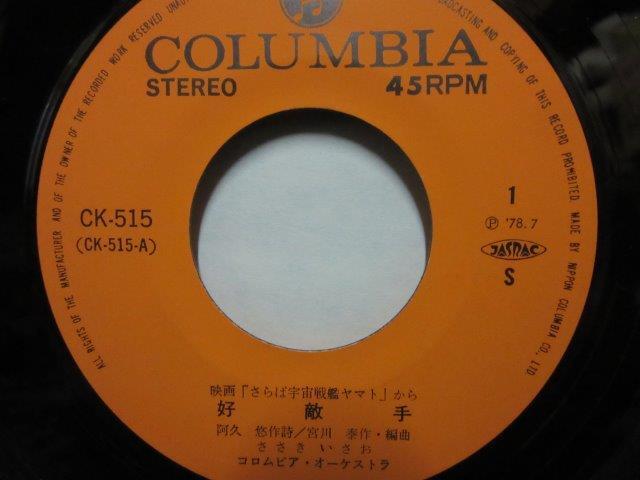 COLUMBIA
STEREO 45RPM
ALL RIGHTS OF THE MANUFACTURER AND OF THE OWNER OF THE RECORDED WORK RESERVED
BROADCASTING AND COPYING OF THIS RECORD PROHIBITED. MADE BY NIPPON COLUMBIA CO., LTD.
CK-515
(CK-515-A)
1
Ⓟ '78.7
JASRAC
S
映画「さらば宇宙戦艦ヤマト」から
好敵手
阿久 悠作詩/宮川 泰作・編曲
ささきいさお
コロムビア・オーケストラ